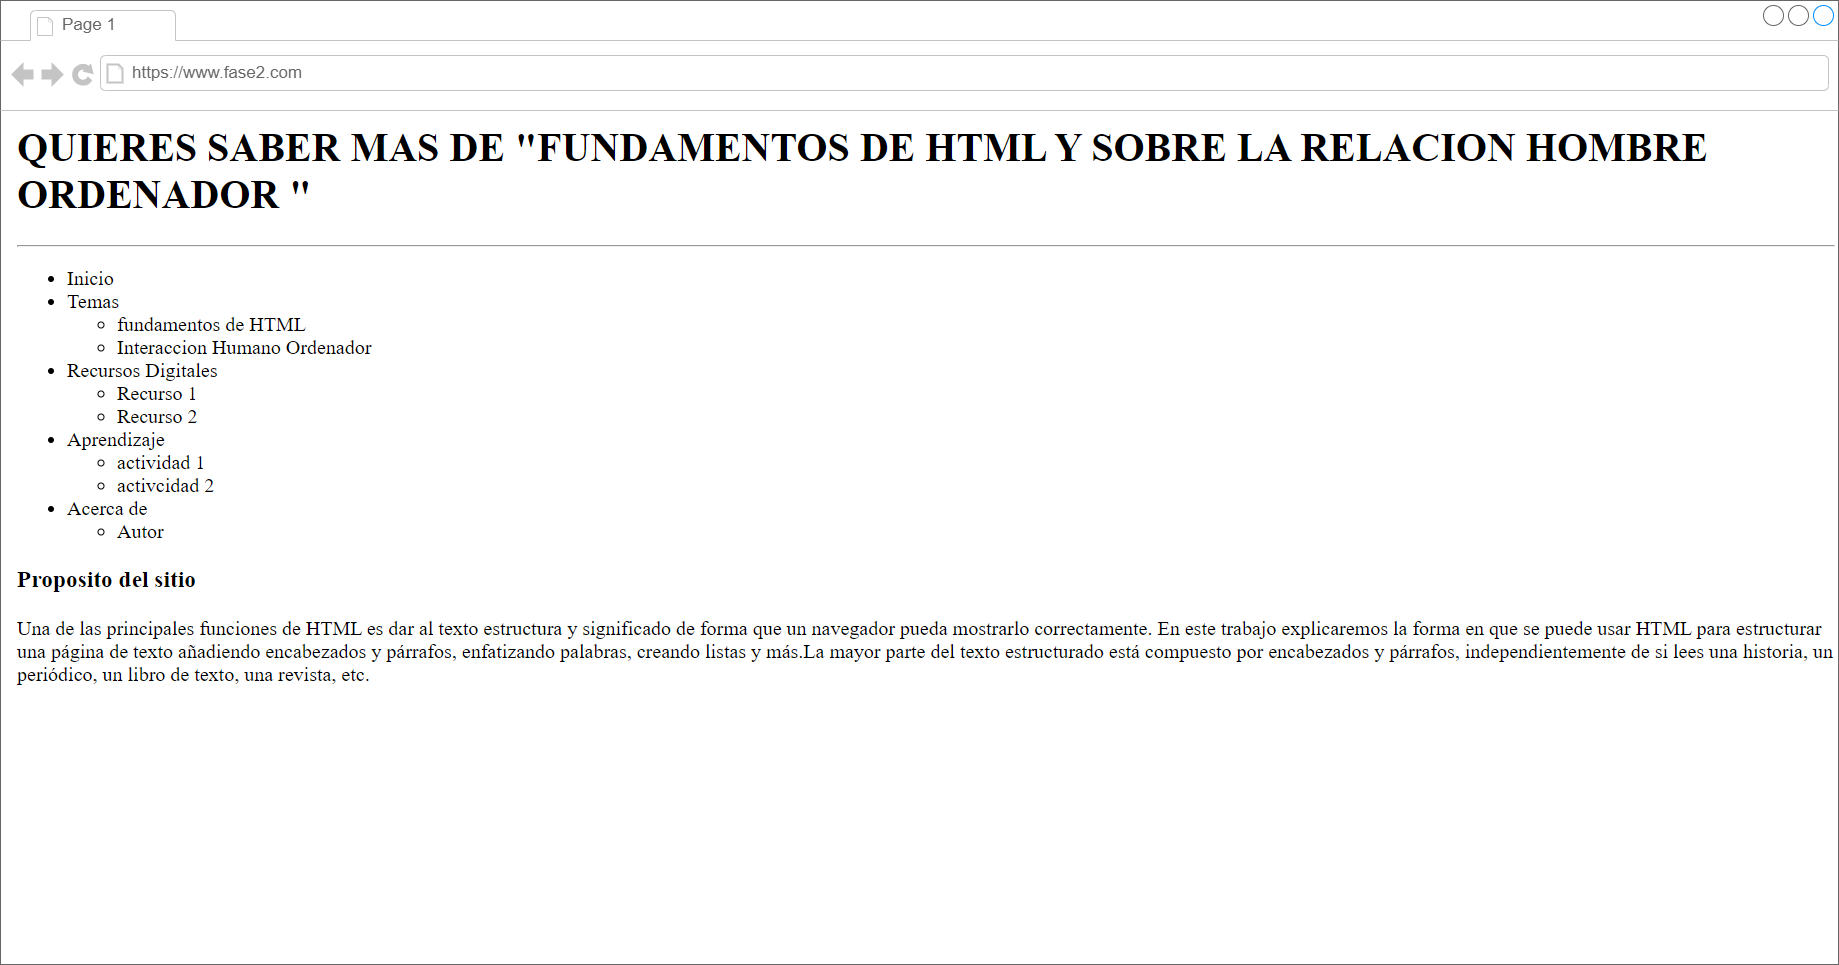 Page 1
https://www.fase2.com
QUIERES SABER MAS DE "FUNDAMENTOS DE HTML Y SOBRE LA RELACION HOMBRE
ORDENADOR "
Inicio
Temas
fundamentos de HTML
Interaccion Humano Ordenador
Recursos Digitales
Recurso 1
Recurso 2
Aprendizaje
actividad 1
activcidad 2
Acerca de
Autor
Proposito del sitio
Una de las principales funciones de HTML es dar al texto estructura y significado de forma que un navegador pueda mostrarlo correctamente. En este trabajo explicaremos la forma en que se puede usar HTML para estructurar
una página de texto añadiendo encabezados y párrafos, enfatizando palabras, creando listas y más.La mayor parte del texto estructurado está compuesto por encabezados y párrafos, independientemente de si lees una historia, un
periódico, un libro de texto, una revista, etc.